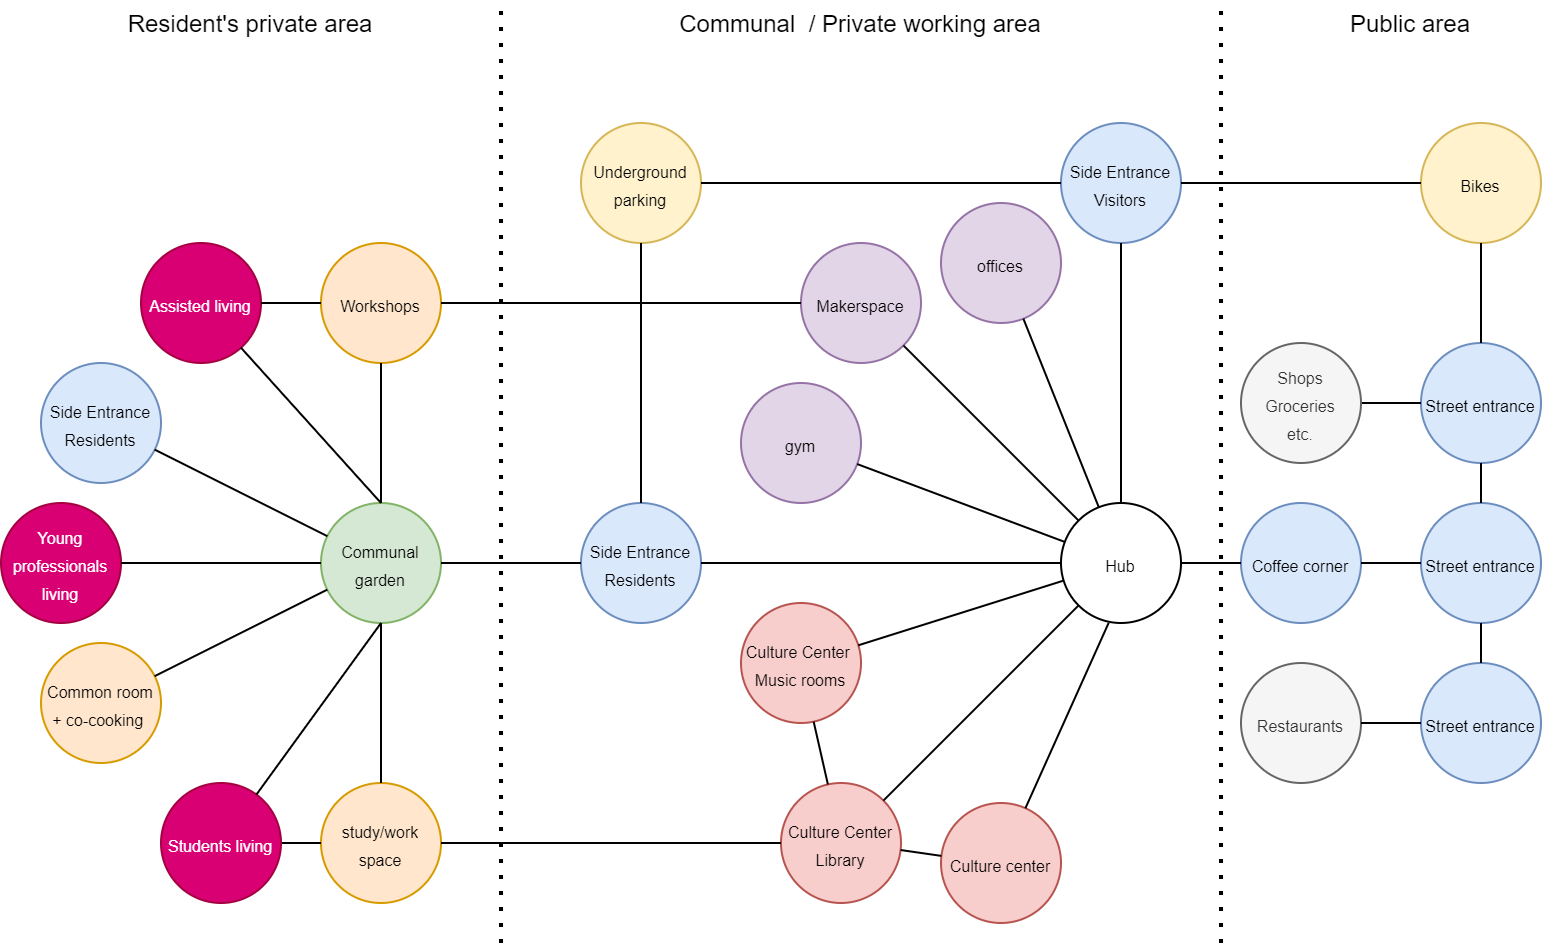 Resident's private area
Communal / Private working area
Public area
Underground
parking
Side Entrance
Visitors
Bikes
offices
Assisted living
Workshops
Makerspace
Shops
Groceries
etc.
Street entrance
Side Entrance
Residents
gym
Young
professionals
living
Communal
garden
Side Entrance
Residents
Hub
Coffee corner
Street entrance
Culture Center
Music rooms
Common room
+ co-cooking
Restaurants
Street entrance
Students living
study/work
space
Culture Center
Library
Culture center